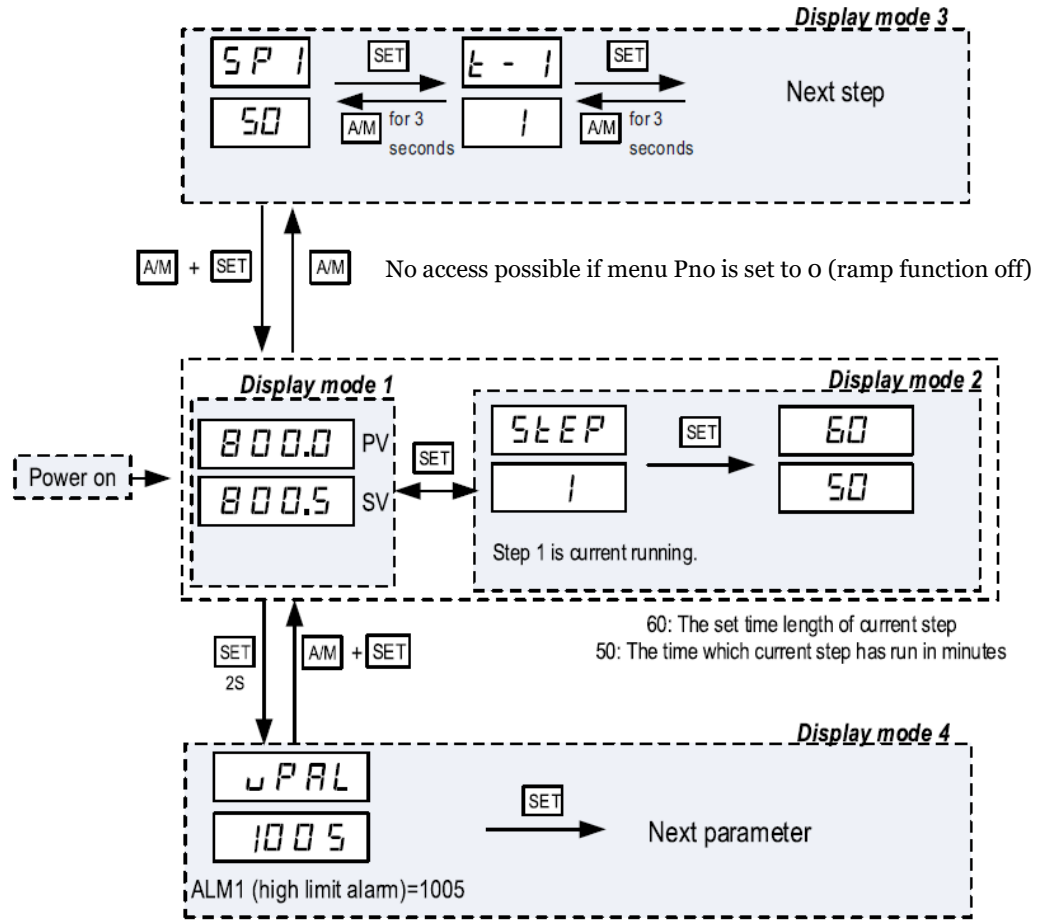 Display mode 3
SP1 SET t-1 SET
Next step
50 A/M for 3 seconds 1 A/M for 3 seconds
A/M + SET A/M No access possible if menu Pno is set to 0 (ramp function off)
Display mode 1
Display mode 2
800.0 PV
SET
StEP SET 60
Power on
800.5 SV
1 50
Step 1 is current running.
60: The set time length of current step
50: The time which current step has run in minutes
SET 2S A/M + SET
Display mode 4
uPAL
SET
1005
Next parameter
ALM1 (high limit alarm)=1005